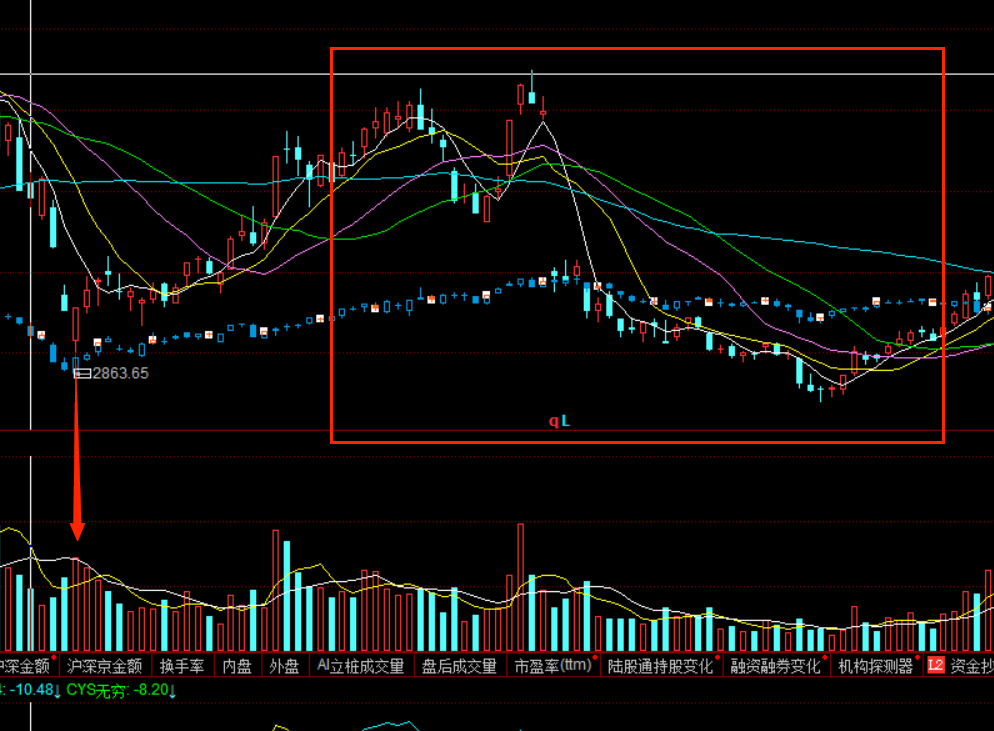 2863.65
qL
沪深金额 沪深京金额 换手率 内盘 外盘 AI立桩成交量 盘后成交量 市盈率(ttm) 陆股通持股变化 融资融券变化 机构探测器 L2 资金抄
: -10.48↓ CYS无穷: -8.20↓